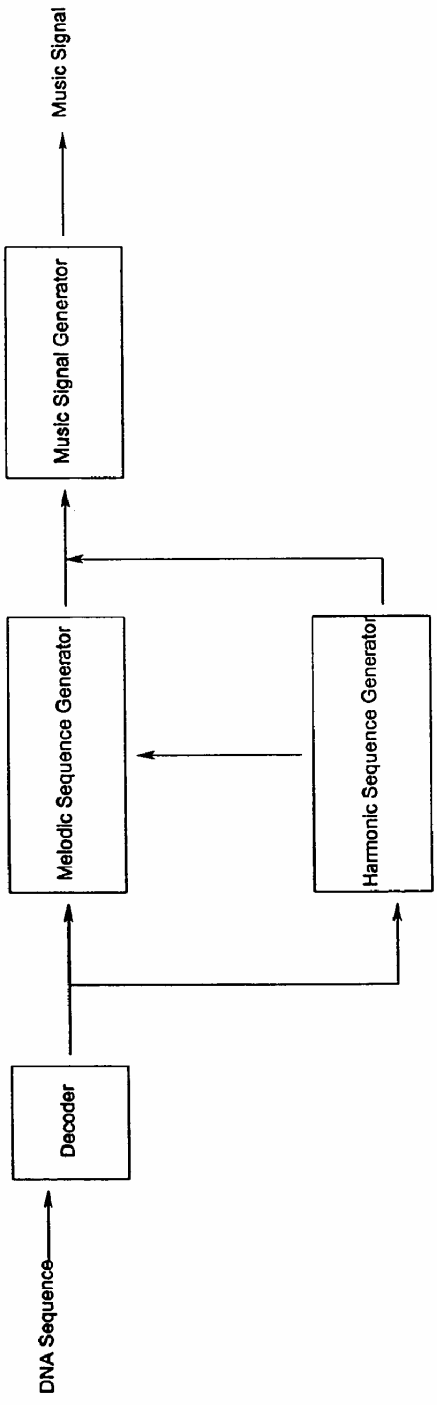 DNA Sequence
Decoder
Melodic Sequence Generator
Harmonic Sequence Generator
Music Signal Generator
Music Signal